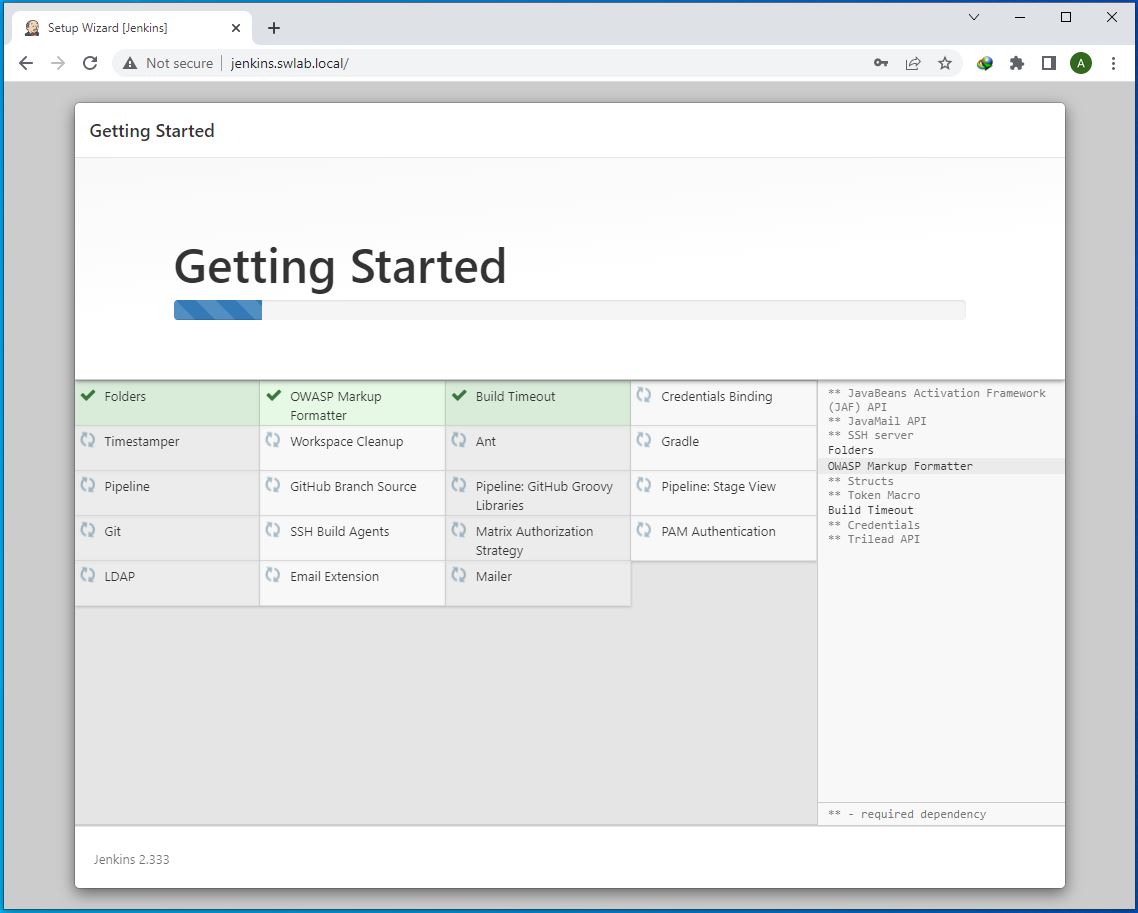 Setup Wizard [Jenkins]
Not secure
jenkins.swlab.local/
A
Getting Started
Getting Started
Folders
OWASP Markup
Formatter
Build Timeout
Credentials Binding
Timestamper
Workspace Cleanup
Ant
Gradle
Pipeline
GitHub Branch Source
Pipeline: GitHub Groovy
Libraries
Pipeline: Stage View
Git
SSH Build Agents
Matrix Authorization
Strategy
PAM Authentication
LDAP
Email Extension
Mailer
** JavaBeans Activation Framework
(JAF) API
** JavaMail API
** SSH server
Folders
OWASP Markup Formatter
** Structs
** Token Macro
Build Timeout
** Credentials
** Trilead API
** - required dependency
Jenkins 2.333